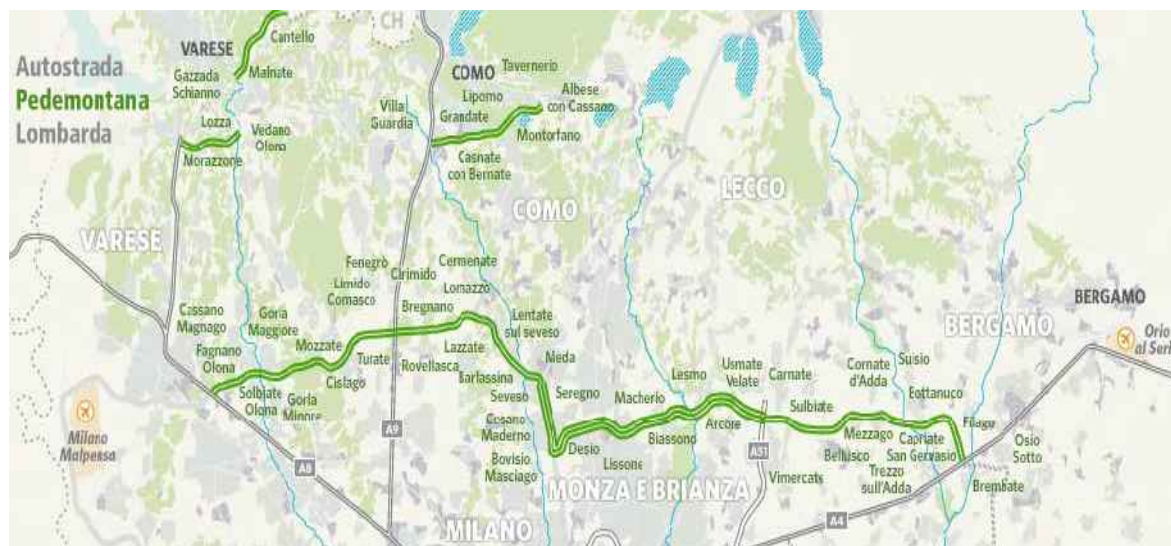 Autostrada
Pedemontana
Lombarda
CH
VARESE
Cantello
Gazzada
Schianno
Malnate
Lozza
Vedano
Olona
Morazzone
COMO
Tavernerio
Villa
Guardia
Lipomo
Albese
con Cassano
Grandate
Montorfano
Casnate
con Bernate
COMO
LECCO
VARESE
BERGAMO
BERGAMO
Orio
al Seri
Fenegrò
Cirimido
Cermenate
Limido
Comasco
Lomazzo
Bregnano
Lentate
sul seveso
Cassano
Magnago
Gorla
Maggiore
Mozzate
Fagnano
Olona
Turate
Rovellasca
Lazzate
Cislago
Solbiate
Olona
Gorla
Minore
Barlassina
Seveso
Meda
Seregno
Cesano
Maderno
Bovisio
Masciago
Desio
Macherio
Lissone
Biassono
Lesmo
Arcore
Usmate
Velate
Carnate
Sulbiate
Vimercate
Cornate
d'Adda
Suisio
Bottanuco
Mezzago
Bellusco
Capriate
San Gervasio
Trezzo
sull'Adda
Filago
Osio
Sotto
Brembate
Milano
Malpensa
A8
A9
A51
A4
MONZA E BRIANZA
MILANO